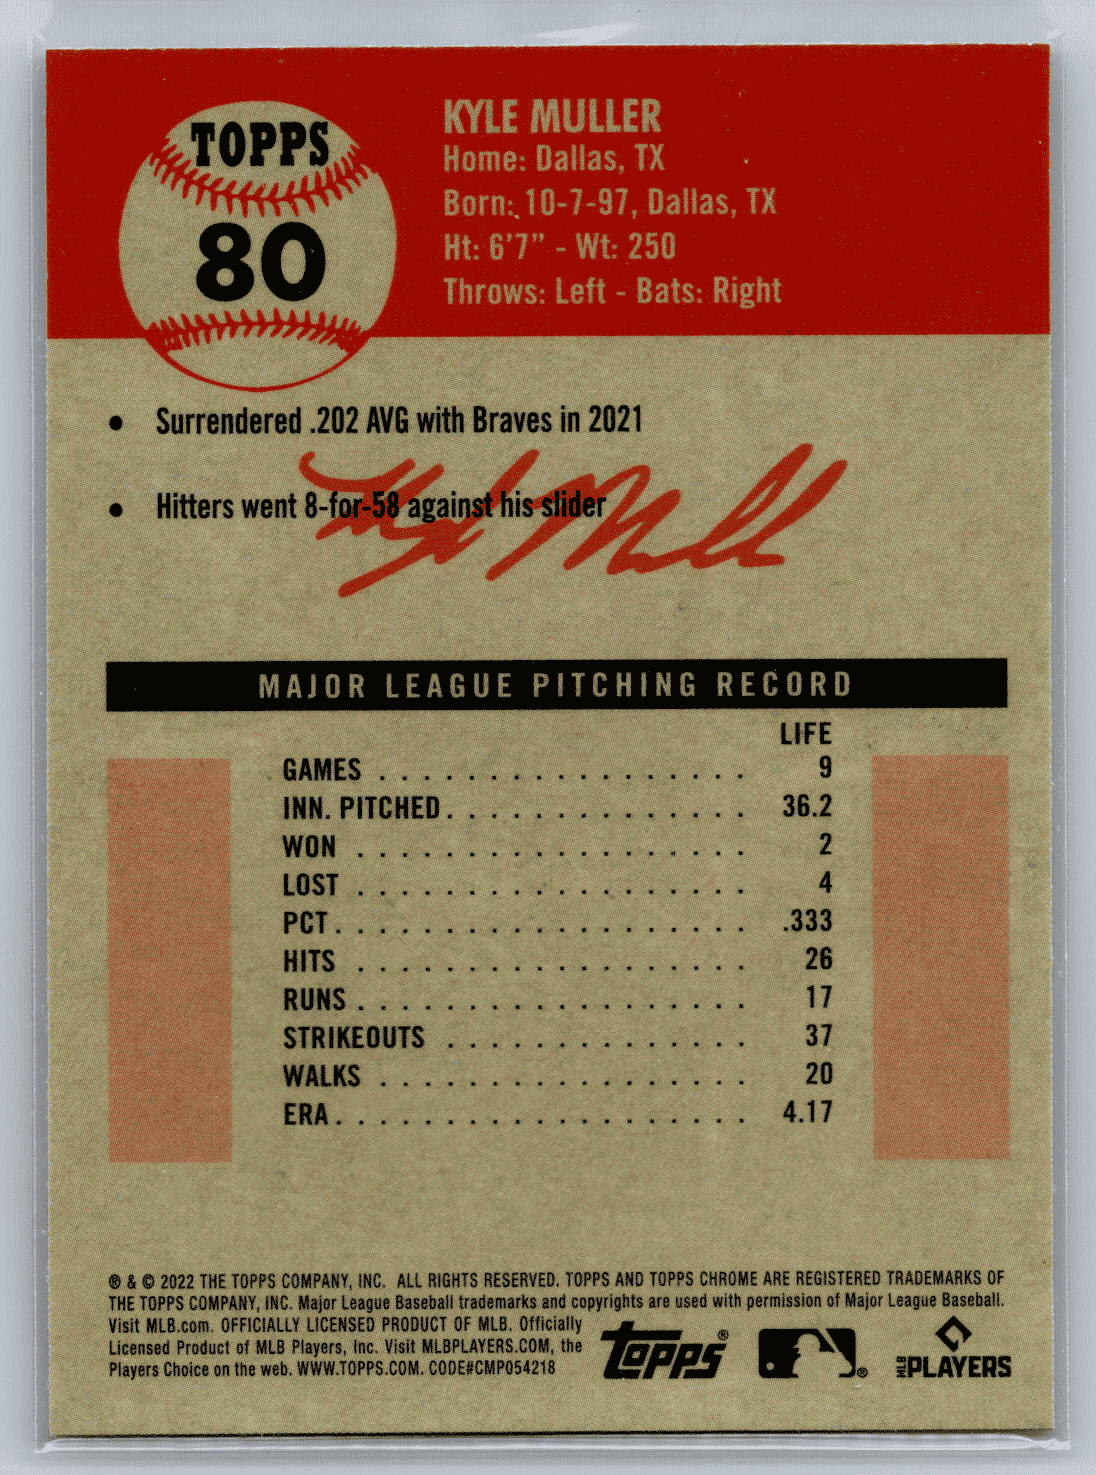 TOPPS
80
KYLE MULLER
Home: Dallas, TX
Born: 10-7-97, Dallas, TX
Ht: 6'7” - Wt: 250
Throws: Left - Bats: Right
• Surrendered .202 AVG with Braves in 2021
• Hitters went 8-for-58 against his slider
Kyle Muller
MAJOR LEAGUE PITCHING RECORD
LIFE
GAMES . . . . . . . . . . . . . . . . . 9
INN. PITCHED . . . . . . . . . . . . . . 36.2
WON . . . . . . . . . . . . . . . . . . 2
LOST . . . . . . . . . . . . . . . . . . 4
PCT. . . . . . . . . . . . . . . . . . . .333
HITS . . . . . . . . . . . . . . . . . . 26
RUNS . . . . . . . . . . . . . . . . . . 17
STRIKEOUTS . . . . . . . . . . . . . . 37
WALKS . . . . . . . . . . . . . . . . . 20
ERA . . . . . . . . . . . . . . . . . . . 4.17
® & © 2022 THE TOPPS COMPANY, INC. ALL RIGHTS RESERVED. TOPPS AND TOPPS CHROME ARE REGISTERED TRADEMARKS OF
THE TOPPS COMPANY, INC. Major League Baseball trademarks and copyrights are used with permission of Major League Baseball.
Visit MLB.com. OFFICIALLY LICENSED PRODUCT OF MLB. Officially
Licensed Product of MLB Players, Inc. Visit MLBPLAYERS.COM, the
Players Choice on the web. WWW.TOPPS.COM. CODE#CMP054218
topps®
®
MLB PLAYERS